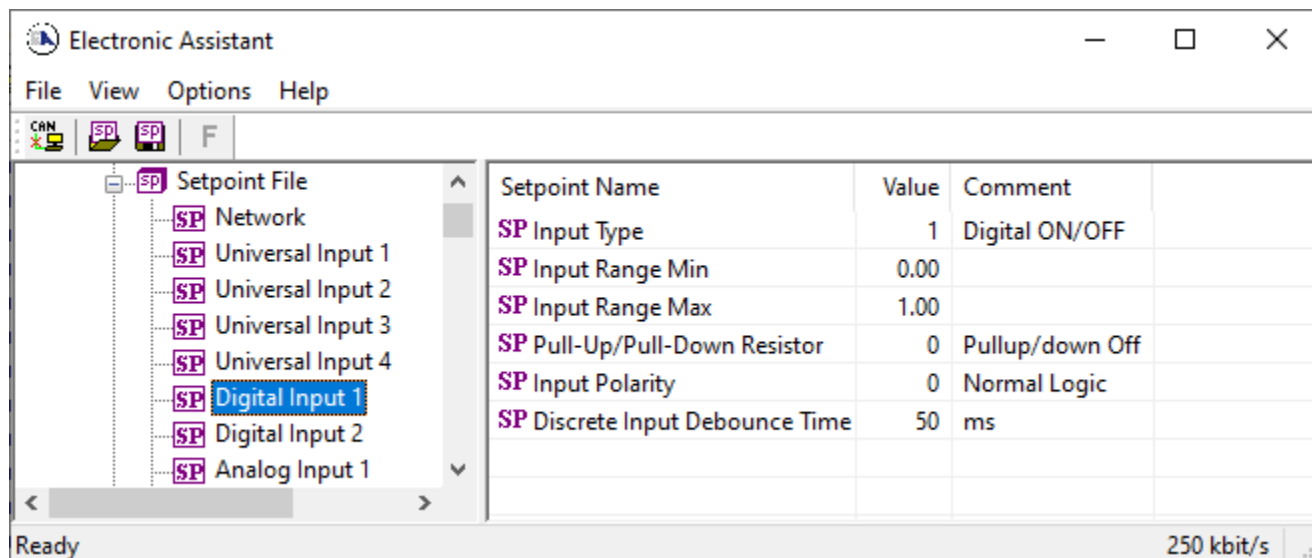 Electronic Assistant
File View Options Help
CAN SP SP F
SP Setpoint File
SP Network
SP Universal Input 1
SP Universal Input 2
SP Universal Input 3
SP Universal Input 4
SP Digital Input 1
SP Digital Input 2
SP Analog Input 1
Setpoint Name Value Comment
SP Input Type 1 Digital ON/OFF
SP Input Range Min 0.00
SP Input Range Max 1.00
SP Pull-Up/Pull-Down Resistor 0 Pullup/down Off
SP Input Polarity 0 Normal Logic
SP Discrete Input Debounce Time 50 ms
Ready 250 kbit/s